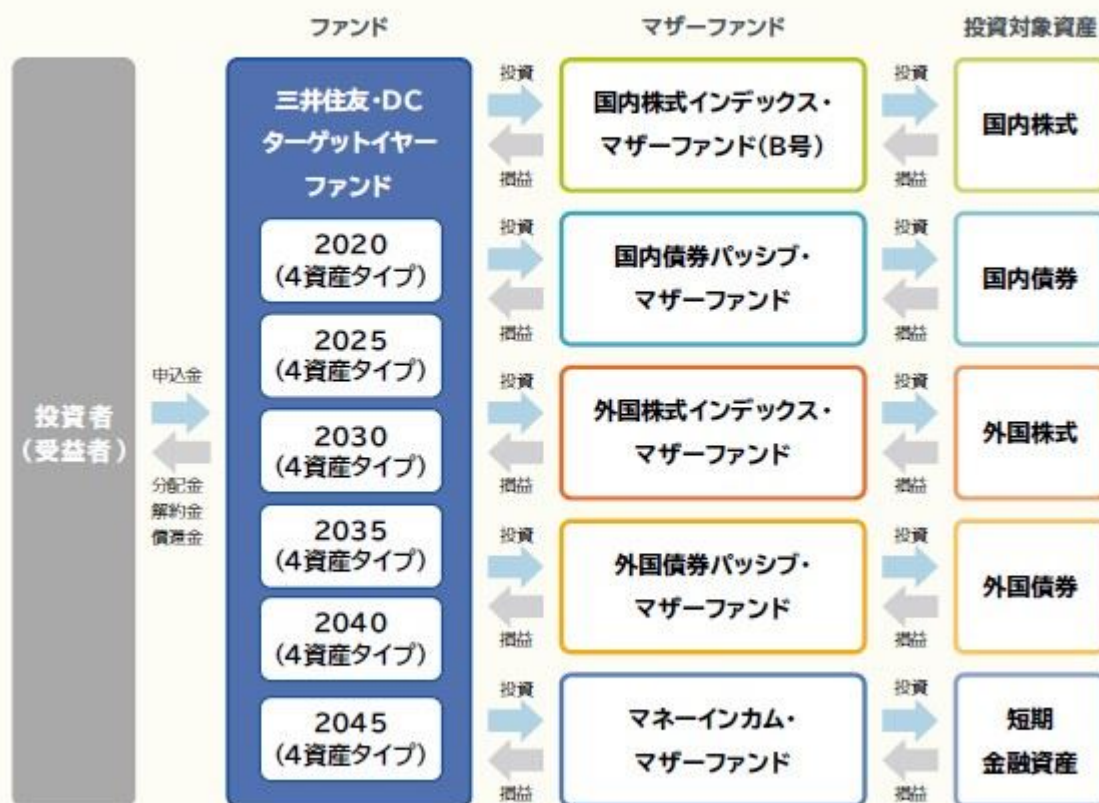 ファンド
マザーファンド
投資対象資産
投資者
(受益者)
申込金
分配金
解約金
償還金
三井住友・DC
ターゲットイヤー
ファンド
2020
(4資産タイプ)
2025
(4資産タイプ)
2030
(4資産タイプ)
2035
(4資産タイプ)
2040
(4資産タイプ)
2045
(4資産タイプ)
投資
損益
国内株式インデックス・
マザーファンド(B号)
投資
損益
国内株式
投資
損益
国内債券パッシブ・
マザーファンド
投資
損益
国内債券
投資
損益
外国株式インデックス・
マザーファンド
投資
損益
外国株式
投資
損益
外国債券パッシブ・
マザーファンド
投資
損益
外国債券
投資
損益
マネーインカム・
マザーファンド
投資
損益
短期
金融資産